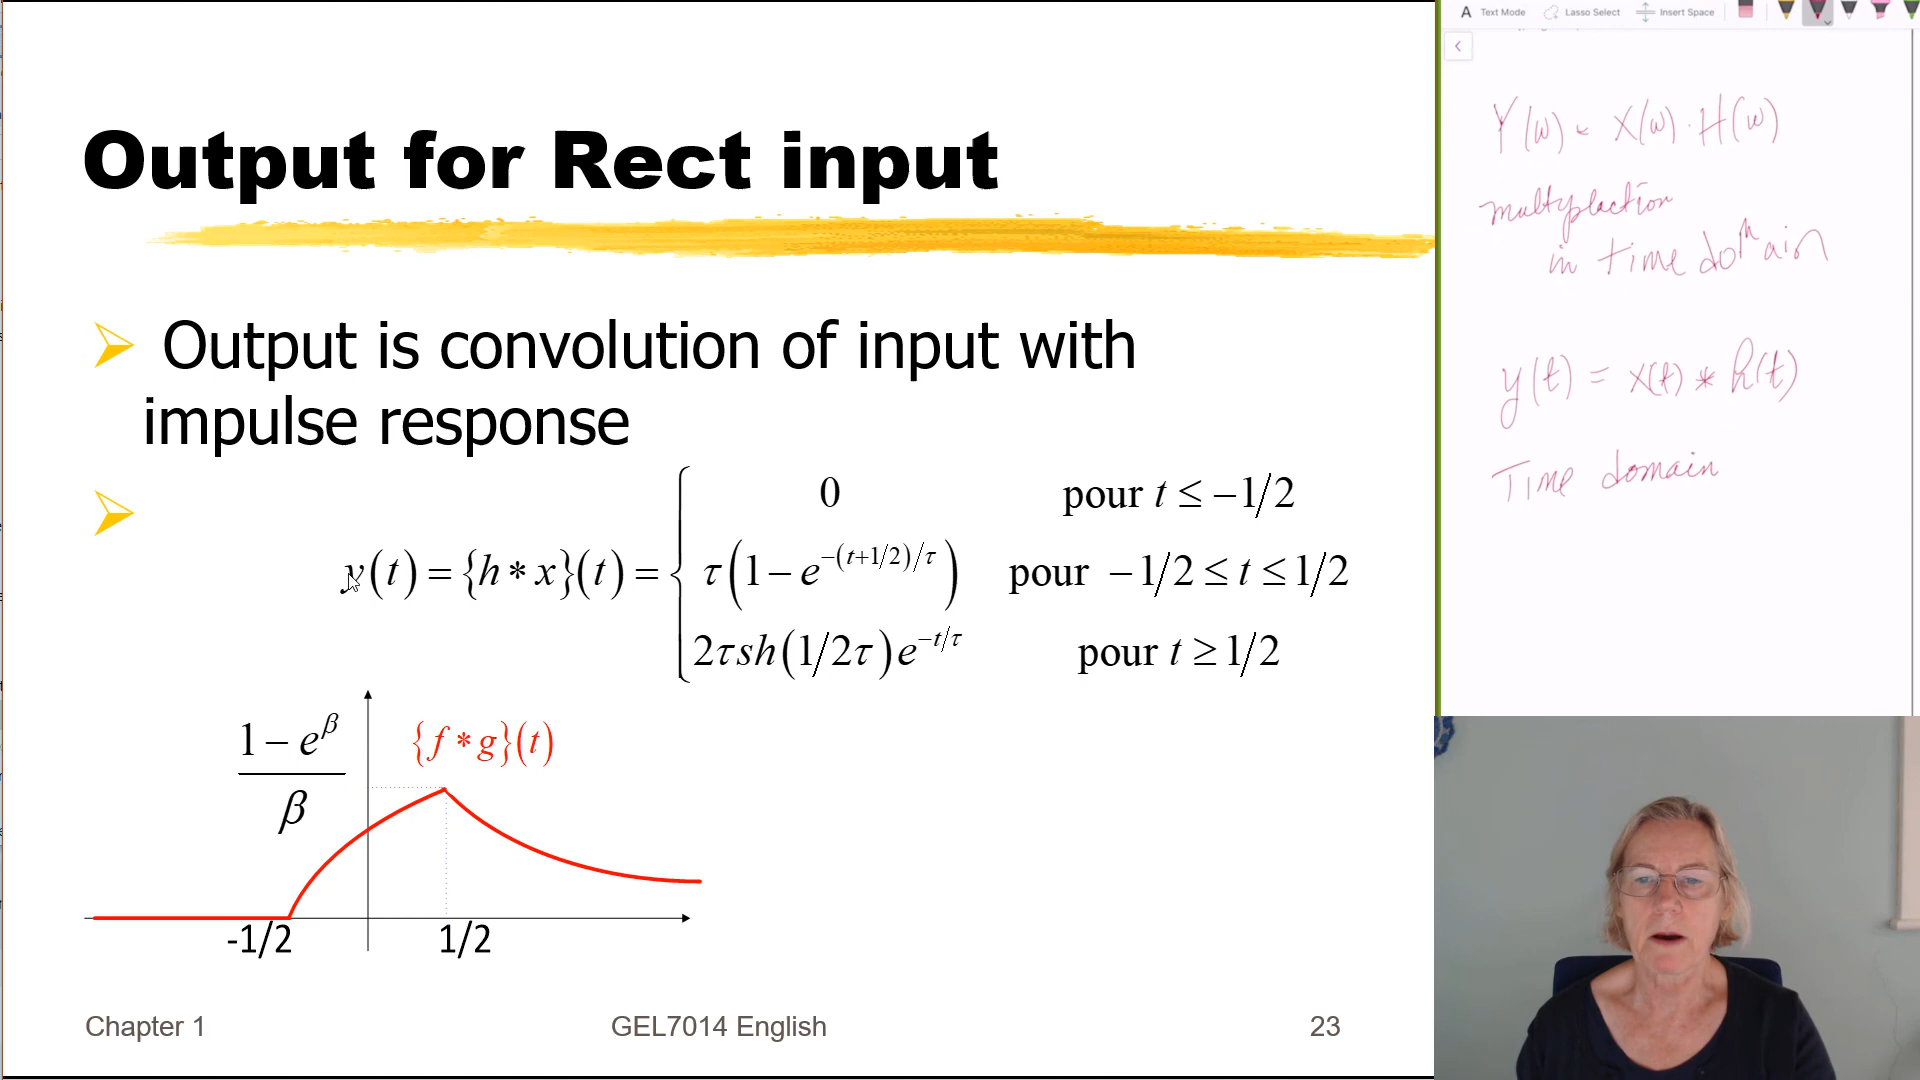 Output for Rect input
Output is convolution of input with
impulse response
y(t) = {h * x}(t) = { 0 pour t ≤ −1/2
τ(1 − e^{−(t+1/2)/τ}) pour −1/2 ≤ t ≤ 1/2
2τsh(1/2τ)e^{−t/τ} pour t ≥ 1/2
1 − e^β
β
{f * g}(t)
-1/2
1/2
Chapter 1
GEL7014 English
23
A Text Mode Lasso Select Insert Space
Y(ω) = X(ω) · H(ω)
multyplaction
in time domain
y(t) = x(t) * h(t)
Time domain